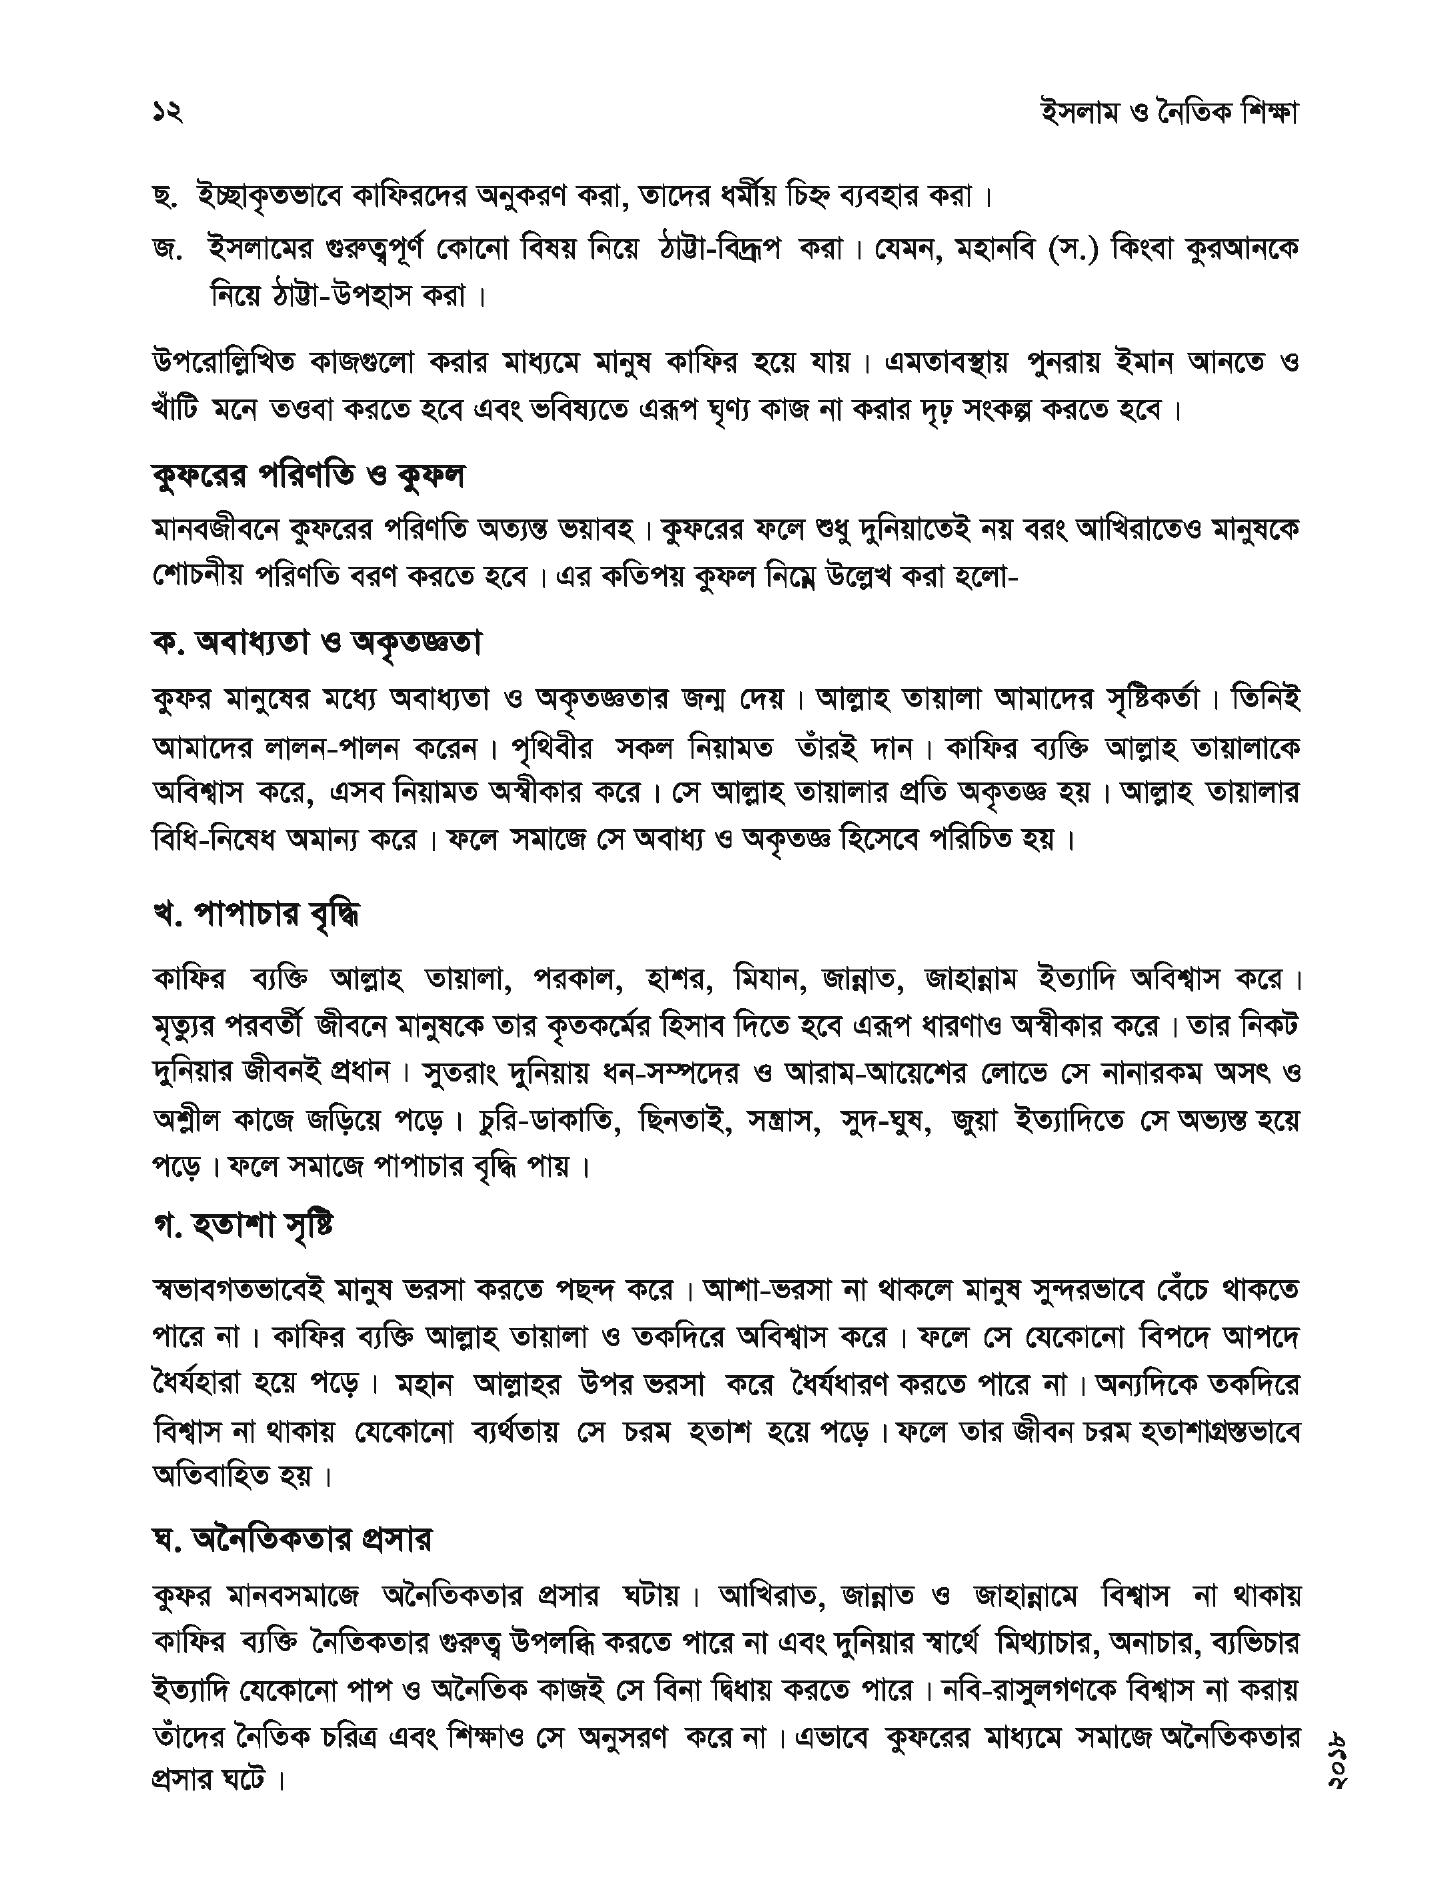 ১২
ইসলাম ও নৈতিক শিক্ষা
ছ. ইচ্ছাকৃতভাবে কাফিরদের অনুকরণ করা, তাদের ধর্মীয় চিহ্ন ব্যবহার করা।
জ. ইসলামের গুরুত্বপূর্ণ কোনো বিষয় নিয়ে ঠাট্টা-বিদ্রূপ করা। যেমন, মহানবি (স.) কিংবা কুরআনকে
নিয়ে ঠাট্টা-উপহাস করা।
উপরোল্লিখিত কাজগুলো করার মাধ্যমে মানুষ কাফির হয়ে যায়। এমতাবস্থায় পুনরায় ইমান আনতে ও
খাঁটি মনে তওবা করতে হবে এবং ভবিষ্যতে এরূপ ঘৃণ্য কাজ না করার দৃঢ় সংকল্প করতে হবে।
কুফরের পরিণতি ও কুফল
মানবজীবনে কুফরের পরিণতি অত্যন্ত ভয়াবহ। কুফরের ফলে শুধু দুনিয়াতেই নয় বরং আখিরাতেও মানুষকে
শোচনীয় পরিণতি বরণ করতে হবে। এর কতিপয় কুফল নিম্নে উল্লেখ করা হলো-
ক. অবাধ্যতা ও অকৃতজ্ঞতা
কুফর মানুষের মধ্যে অবাধ্যতা ও অকৃতজ্ঞতার জন্ম দেয়। আল্লাহ তায়ালা আমাদের সৃষ্টিকর্তা। তিনিই
আমাদের লালন-পালন করেন। পৃথিবীর সকল নিয়ামত তাঁরই দান। কাফির ব্যক্তি আল্লাহ তায়ালাকে
অবিশ্বাস করে, এসব নিয়ামত অস্বীকার করে। সে আল্লাহ তায়ালার প্রতি অকৃতজ্ঞ হয়। আল্লাহ তায়ালার
বিধি-নিষেধ অমান্য করে। ফলে সমাজে সে অবাধ্য ও অকৃতজ্ঞ হিসেবে পরিচিত হয়।
খ. পাপাচার বৃদ্ধি
কাফির ব্যক্তি আল্লাহ তায়ালা, পরকাল, হাশর, মিযান, জান্নাত, জাহান্নাম ইত্যাদি অবিশ্বাস করে।
মৃত্যুর পরবর্তী জীবনে মানুষকে তার কৃতকর্মের হিসাব দিতে হবে এরূপ ধারণাও অস্বীকার করে। তার নিকট
দুনিয়ার জীবনই প্রধান। সুতরাং দুনিয়ায় ধন-সম্পদের ও আরাম-আয়েশের লোভে সে নানারকম অসৎ ও
অশ্লীল কাজে জড়িয়ে পড়ে। চুরি-ডাকাতি, ছিনতাই, সন্ত্রাস, সুদ-ঘুষ, জুয়া ইত্যাদিতে সে অভ্যস্ত হয়ে
পড়ে। ফলে সমাজে পাপাচার বৃদ্ধি পায়।
গ. হতাশা সৃষ্টি
স্বভাবগতভাবেই মানুষ ভরসা করতে পছন্দ করে। আশা-ভরসা না থাকলে মানুষ সুন্দরভাবে বেঁচে থাকতে
পারে না। কাফির ব্যক্তি আল্লাহ তায়ালা ও তকদিরে অবিশ্বাস করে। ফলে সে যেকোনো বিপদে আপদে
ধৈর্যহারা হয়ে পড়ে। মহান আল্লাহর উপর ভরসা করে ধৈর্যধারণ করতে পারে না। অন্যদিকে তকদিরে
বিশ্বাস না থাকায় যেকোনো ব্যর্থতায় সে চরম হতাশ হয়ে পড়ে। ফলে তার জীবন চরম হতাশাগ্রস্তভাবে
অতিবাহিত হয়।
ঘ. অনৈতিকতার প্রসার
কুফর মানবসমাজে অনৈতিকতার প্রসার ঘটায়। আখিরাত, জান্নাত ও জাহান্নামে বিশ্বাস না থাকায়
কাফির ব্যক্তি নৈতিকতার গুরুত্ব উপলব্ধি করতে পারে না এবং দুনিয়ার স্বার্থে মিথ্যাচার, অনাচার, ব্যভিচার
ইত্যাদি যেকোনো পাপ ও অনৈতিক কাজই সে বিনা দ্বিধায় করতে পারে। নবি-রাসুলগণকে বিশ্বাস না করায়
তাঁদের নৈতিক চরিত্র এবং শিক্ষাও সে অনুসরণ করে না। এভাবে কুফরের মাধ্যমে সমাজে অনৈতিকতার
প্রসার ঘটে।
২০১৮